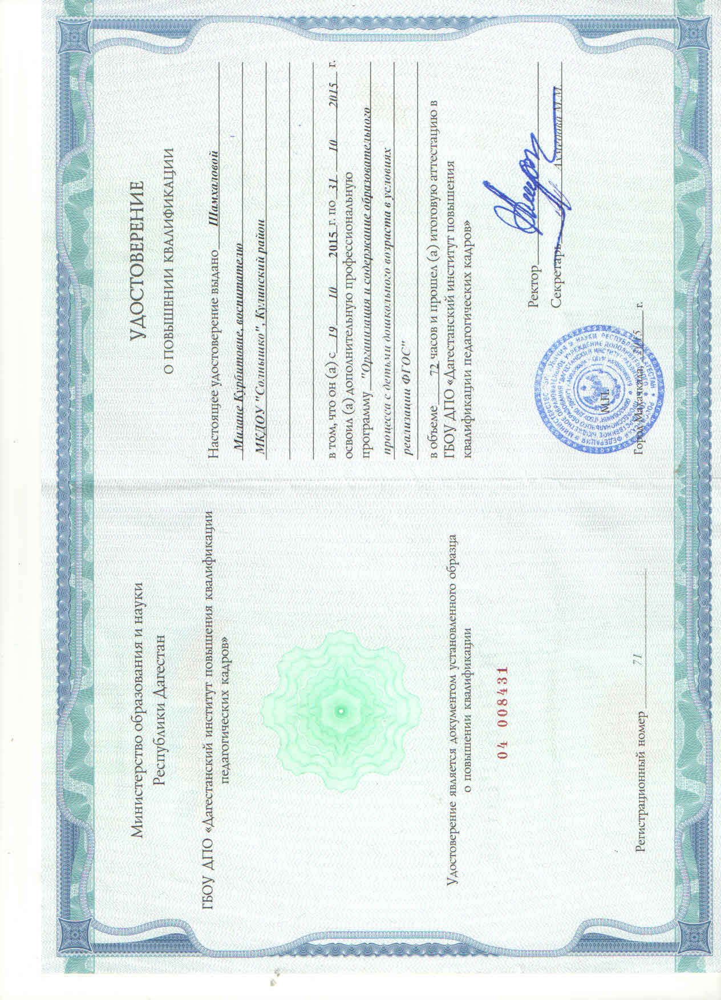 Министерство образования и науки
Республики Дагестан
ГБОУ ДПО «Дагестанский институт повышения квалификации
педагогических кадров»
Удостоверение является документом установленного образца
о повышении квалификации
04 008431
Регистрационный номер 71
УДОСТОВЕРЕНИЕ
О ПОВЫШЕНИИ КВАЛИФИКАЦИИ
Настоящее удостоверение выдано Шамхаловой
Милане Курбитовне, воспитателю
МКДОУ "Солнышко", Кулинский район
в том, что он (а) с 19 10 2015 г. по 31 10 2015 г.
освоил (а) дополнительную профессиональную
программу "Организация и содержание образовательного
процесса с детьми дошкольного возраста в условиях
реализации ФГОС"
в объеме 72 часов и прошел (а) итоговую аттестацию в
ГБОУ ДПО «Дагестанский институт повышения
квалификации педагогических кадров»
Ректор
Секретарь Ахмедова М.М.
М.П.
Город Махачкала, 2015 г.